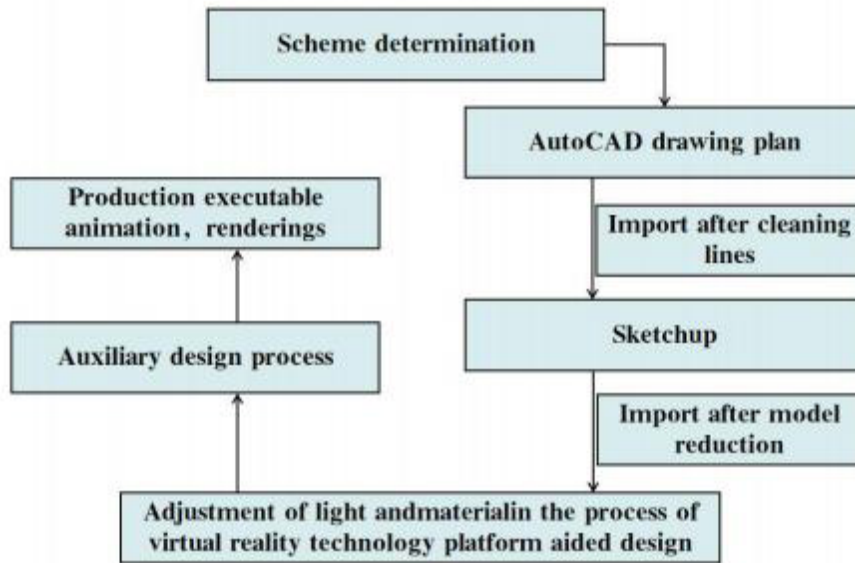 Scheme determination
AutoCAD drawing plan
Import after cleaning
lines
Sketchup
Import after model
reduction
Adjustment of light andmaterialin the process of
virtual reality technology platform aided design
Auxiliary design process
Production executable
animation, renderings